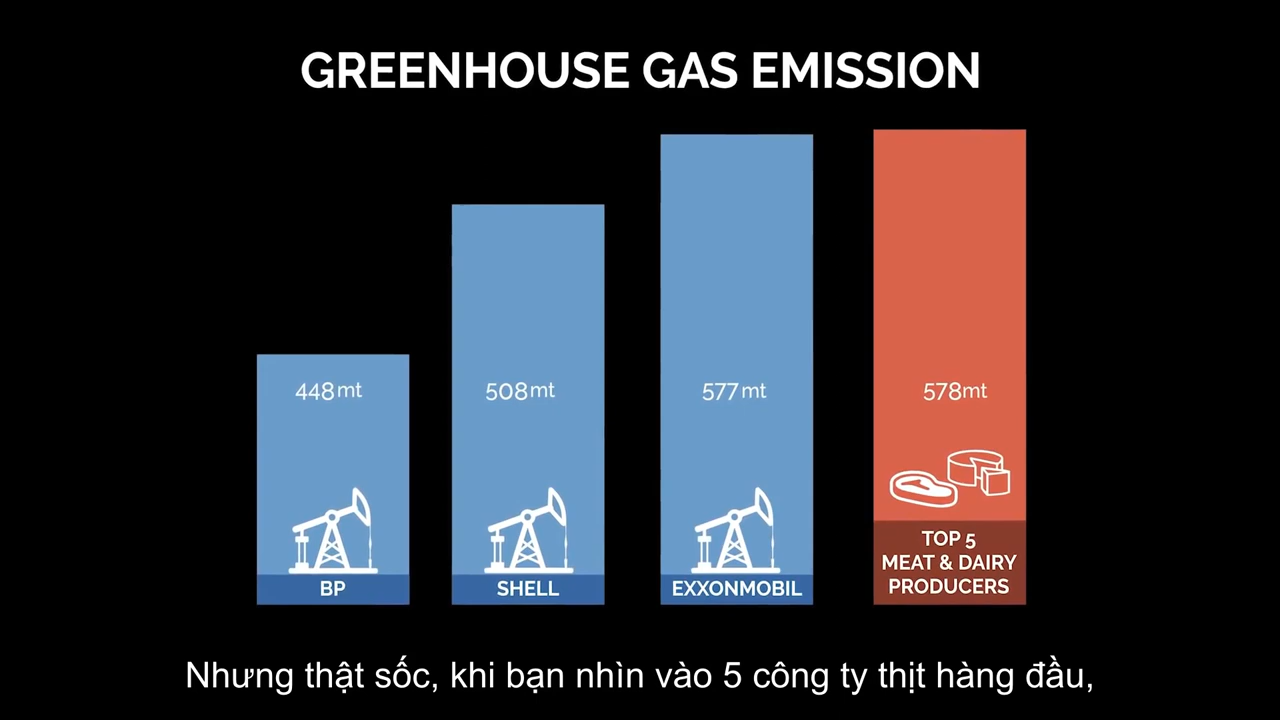 GREENHOUSE GAS EMISSION
448mt
508mt
577mt
578mt
BP
SHELL
EXXONMOBIL
TOP 5
MEAT & DAIRY
PRODUCERS
Nhưng thật sốc, khi bạn nhìn vào 5 công ty thịt hàng đầu,